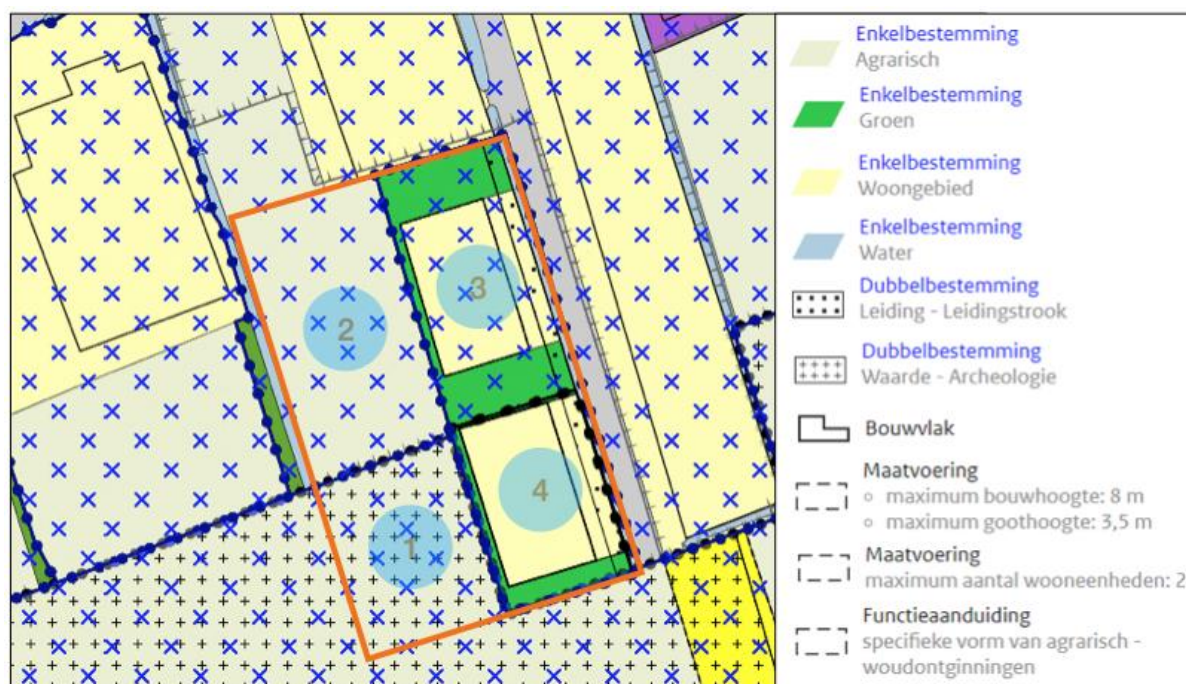 Enkelbestemming
Agrarisch
Enkelbestemming
Groen
Enkelbestemming
Woongebied
Enkelbestemming
Water
Dubbelbestemming
Leiding - Leidingstrook
Dubbelbestemming
Waarde - Archeologie
Bouwvlak
Maatvoering
maximum bouwhoogte: 8 m
maximum goothoogte: 3,5 m
Maatvoering
maximum aantal wooneenheden: 2
Functieaanduiding
specifieke vorm van agrarisch -
woudontginningen
3
2
4
1